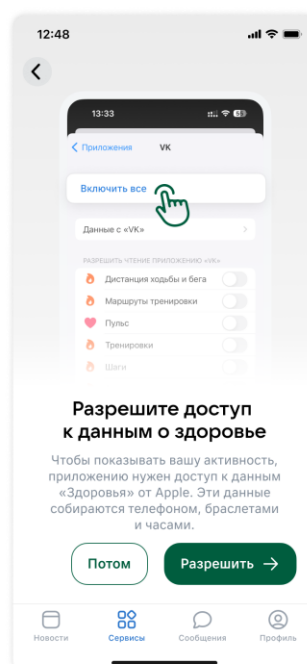 12:48
13:33
Приложения VK
Включить все
Данные с «VK»
РАЗРЕШИТЬ ЧТЕНИЕ ПРИЛОЖЕНИЮ «VK»
Дистанция ходьбы и бега
Маршруты тренировки
Пульс
Тренировки
Шаги
Разрешите доступ
к данным о здоровье
Чтобы показывать вашу активность,
приложению нужен доступ к данным
«Здоровья» от Apple. Эти данные
собираются телефоном, браслетами
и часами.
Потом Разрешить →
Новости Сервисы Сообщения Профиль